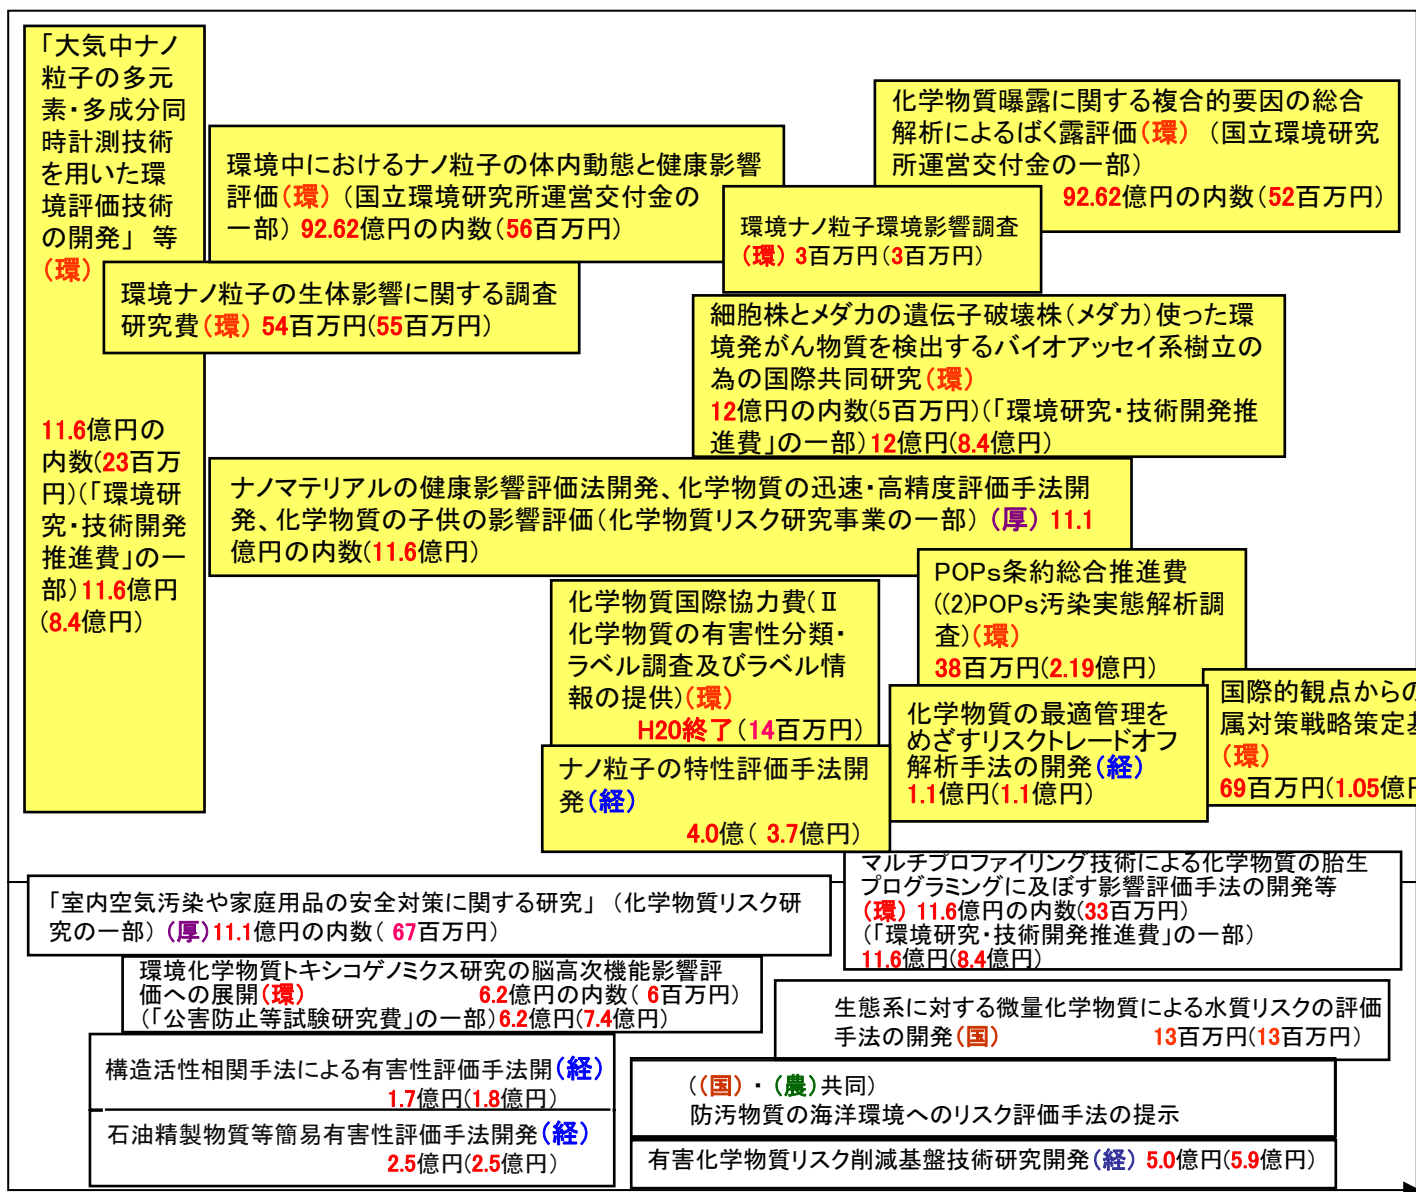 「大気中ナノ
粒子の多元
素・多成分同
時計測技術
を用いた環
境評価技術
の開発」 等
(環)
11.6億円の
内数(23百万
円)(「環境研
究・技術開発
推進費」の一
部)11.6億円
(8.4億円)
環境中におけるナノ粒子の体内動態と健康影響
評価(環) (国立環境研究所運営交付金の
一部) 92.62億円の内数(56百万円)
化学物質曝露に関する複合的要因の総合
解析によるばく露評価(環) (国立環境研究
所運営交付金の一部)
92.62億円の内数(52百万円)
環境ナノ粒子環境影響調査
(環) 3百万円(3百万円)
環境ナノ粒子の生体影響に関する調査
研究費(環) 54百万円(55百万円)
細胞株とメダカの遺伝子破壊株(メダカ)使った環
境発がん物質を検出するバイオアッセイ系樹立の
為の国際共同研究(環)
12億円の内数(5百万円)(「環境研究・技術開発推
進費」の一部)12億円(8.4億円)
ナノマテリアルの健康影響評価法開発、化学物質の迅速・高精度評価手法開
発、化学物質の子供の影響評価(化学物質リスク研究事業の一部) (厚) 11.1
億円の内数(11.6億円)
POPs条約総合推進費
((2)POPs汚染実態解析調
査)(環)
38百万円(2.19億円)
化学物質国際協力費(Ⅱ
化学物質の有害性分類・
ラベル調査及びラベル情
報の提供)(環)
H20終了(14百万円)
国際的観点からの
属対策戦略策定基
(環)
69百万円(1.05億円
化学物質の最適管理を
めざすリスクトレードオフ
解析手法の開発(経)
1.1億円(1.1億円)
ナノ粒子の特性評価手法開
発(経)
4.0億( 3.7億円)
マルチプロファイリング技術による化学物質の胎生
プログラミングに及ぼす影響評価手法の開発等
(環) 11.6億円の内数(33百万円)
(「環境研究・技術開発推進費」の一部)
11.6億円(8.4億円)
「室内空気汚染や家庭用品の安全対策に関する研究」 (化学物質リスク研
究の一部) (厚)11.1億円の内数( 67百万円)
環境化学物質トキシコゲノミクス研究の脳高次機能影響評
価への展開(環) 6.2億円の内数( 6百万円)
(「公害防止等試験研究費」の一部)6.2億円(7.4億円)
生態系に対する微量化学物質による水質リスクの評価
手法の開発(国) 13百万円(13百万円)
構造活性相関手法による有害性評価手法開(経)
1.7億円(1.8億円)
((国)・(農)共同)
防汚物質の海洋環境へのリスク評価手法の提示
石油精製物質等簡易有害性評価手法開発(経)
2.5億円(2.5億円)
有害化学物質リスク削減基盤技術研究開発(経) 5.0億円(5.9億円)